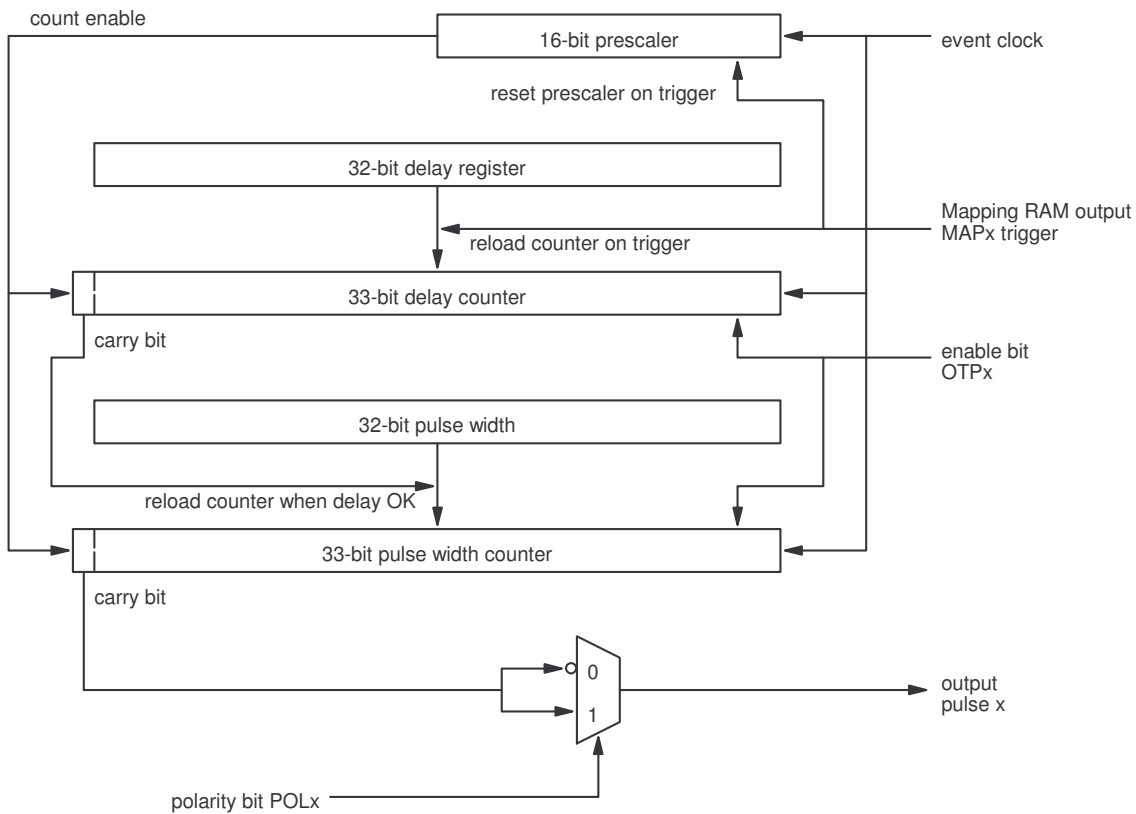 count enable
16-bit prescaler
event clock
reset prescaler on trigger
32-bit delay register
Mapping RAM output
MAPx trigger
reload counter on trigger
33-bit delay counter
carry bit
enable bit
OTPx
32-bit pulse width
reload counter when delay OK
33-bit pulse width counter
carry bit
0
1
output
pulse x
polarity bit POLx